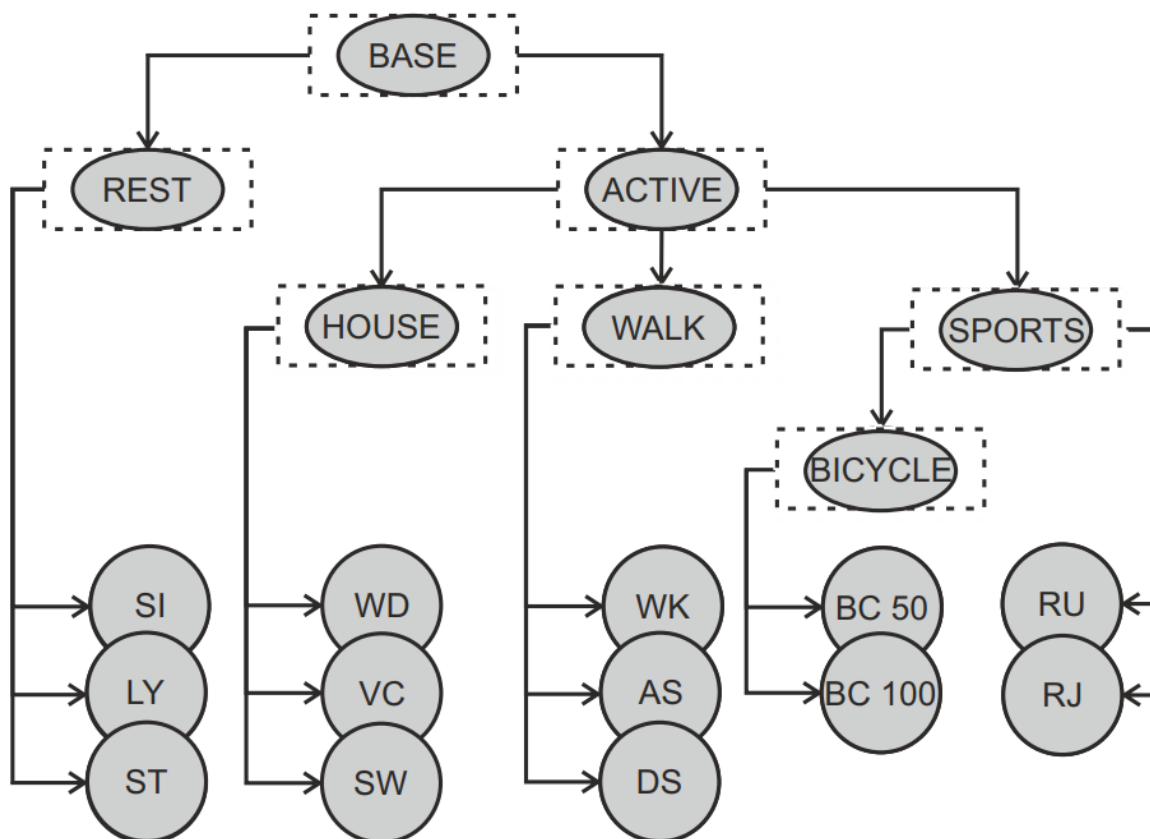 BASE
REST
ACTIVE
HOUSE
WALK
SPORTS
BICYCLE
SI
WD
WK
BC 50
RU
LY
VC
AS
BC 100
RJ
ST
SW
DS